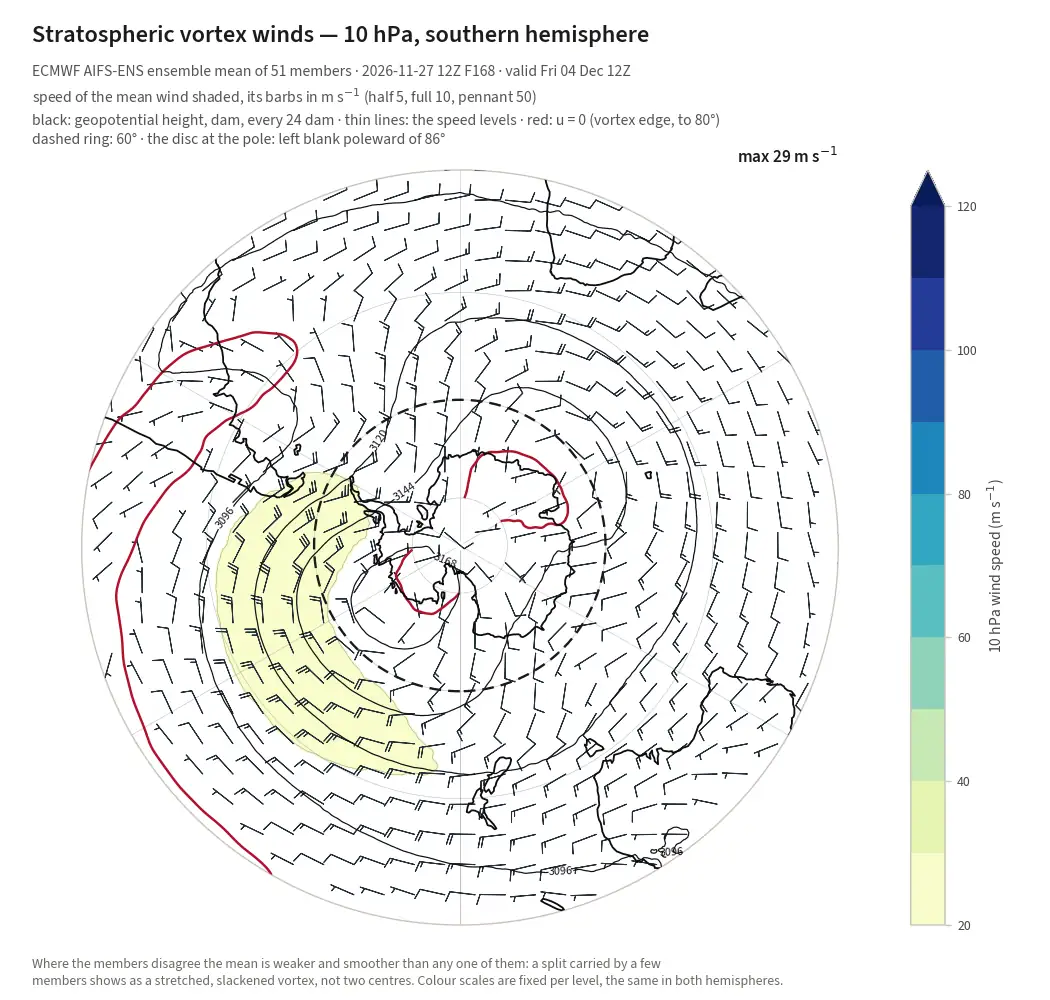 Stratospheric vortex winds — 10 hPa, southern hemisphere
ECMWF AIFS-ENS ensemble mean of 51 members · 2026-11-27 12Z F168 · valid Fri 04 Dec 12Z
speed of the mean wind shaded, its barbs in m s⁻¹ (half 5, full 10, pennant 50)
black: geopotential height, dam, every 24 dam · thin lines: the speed levels · red: u = 0 (vortex edge, to 80°)
dashed ring: 60° · the disc at the pole: left blank poleward of 86°
max 29 m s⁻¹
120
100
80
60
40
20
10 hPa wind speed (m s⁻¹)
3120
3144
3096
3168
3096
3096
Where the members disagree the mean is weaker and smoother than any one of them: a split carried by a few
members shows as a stretched, slackened vortex, not two centres. Colour scales are fixed per level, the same in both hemispheres.